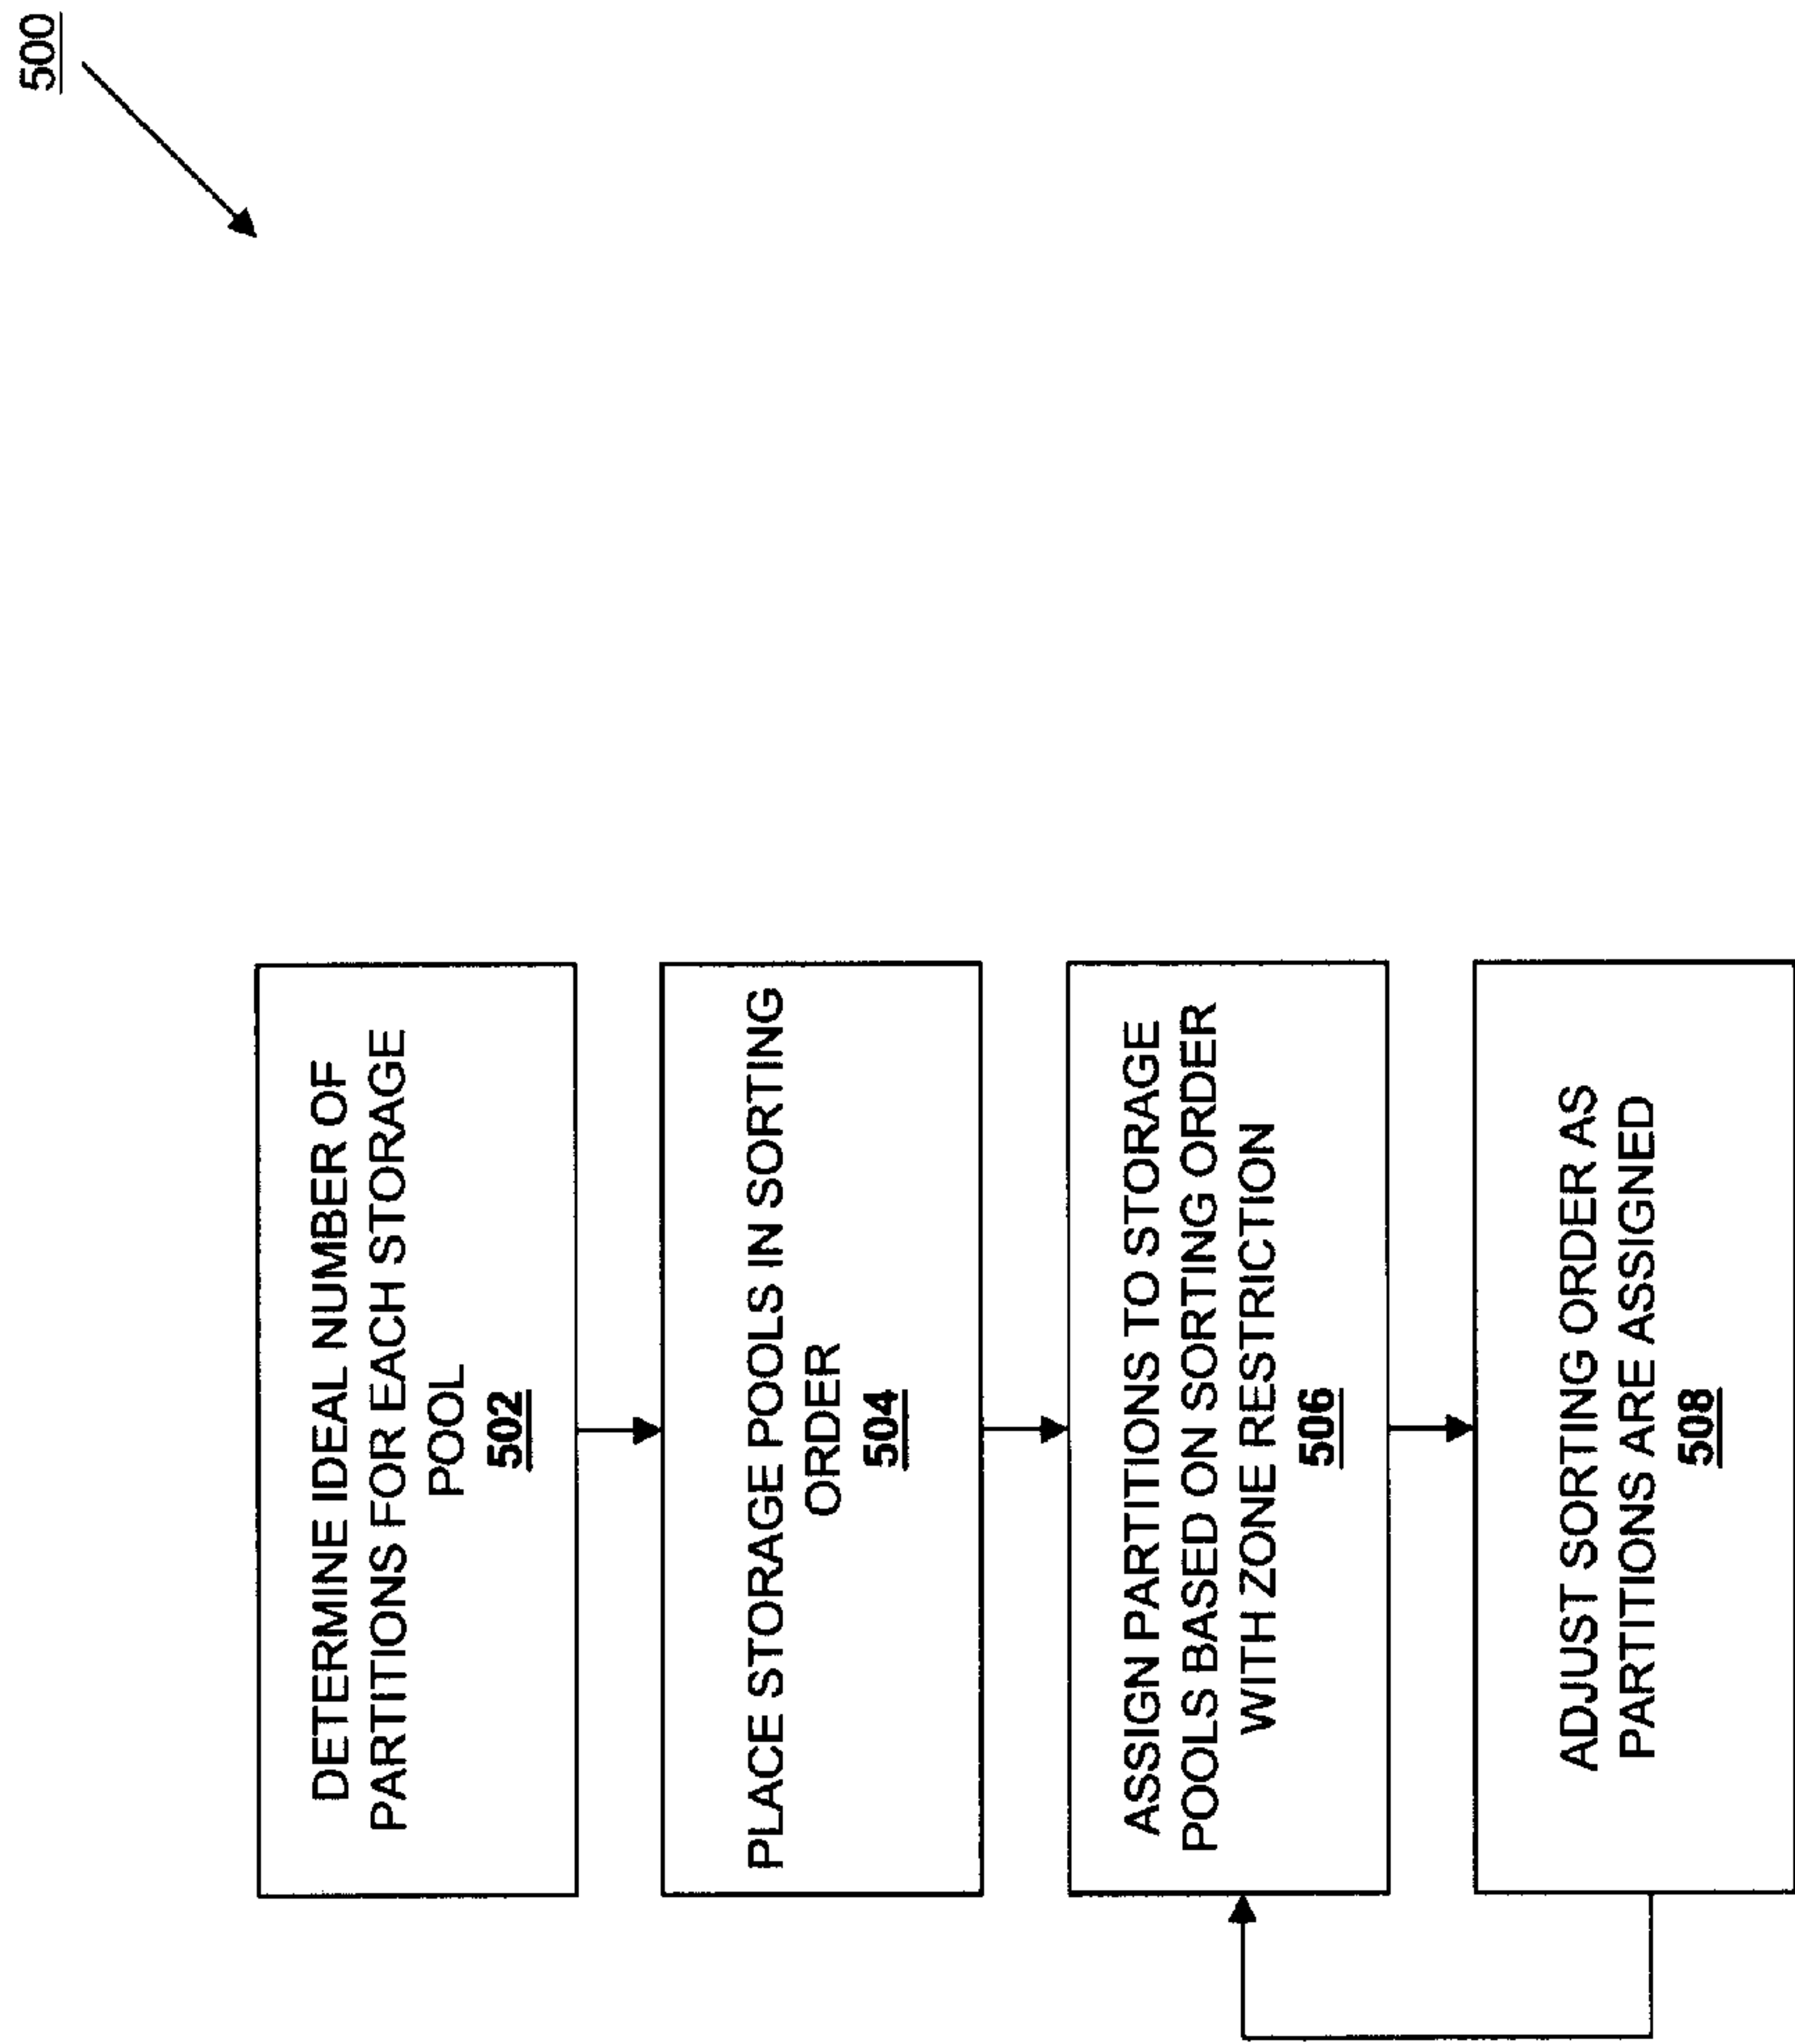 500
DETERMINE IDEAL NUMBER OF
PARTITIONS FOR EACH STORAGE
POOL
502
PLACE STORAGE POOLS IN SORTING
ORDER
504
ASSIGN PARTITIONS TO STORAGE
POOLS BASED ON SORTING ORDER
WITH ZONE RESTRICTION
506
ADJUST SORTING ORDER AS
PARTITIONS ARE ASSIGNED
508